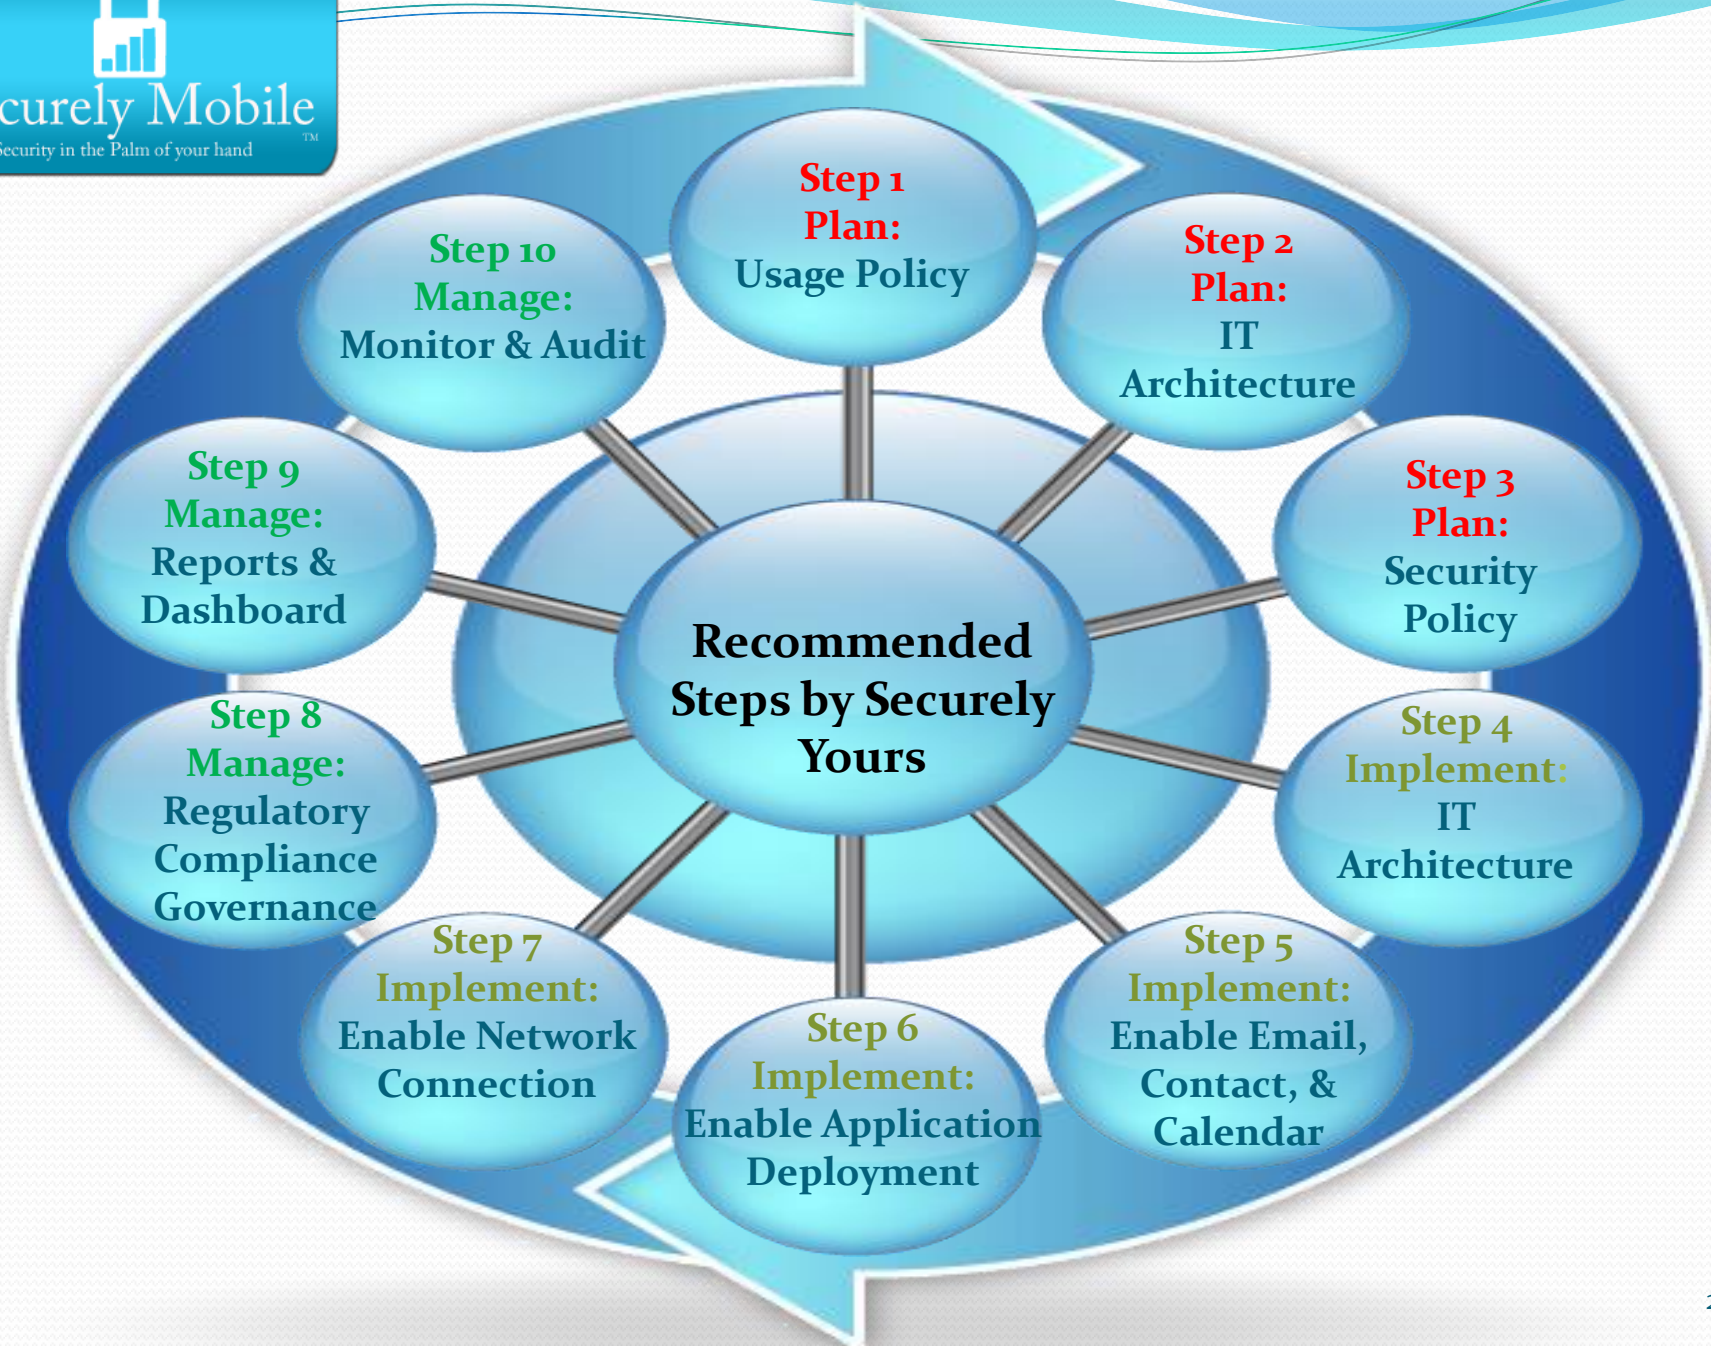 curely Mobile
TM
Security in the Palm of your hand
Step 1
Plan:
Usage Policy
Step 2
Plan:
IT
Architecture
Step 3
Plan:
Security
Policy
Step 4
Implement:
IT
Architecture
Step 5
Implement:
Enable Email,
Contact, &
Calendar
Step 6
Implement:
Enable Application
Deployment
Step 7
Implement:
Enable Network
Connection
Step 8
Manage:
Regulatory
Compliance
Governance
Step 9
Manage:
Reports &
Dashboard
Step 10
Manage:
Monitor & Audit
Recommended
Steps by Securely
Yours